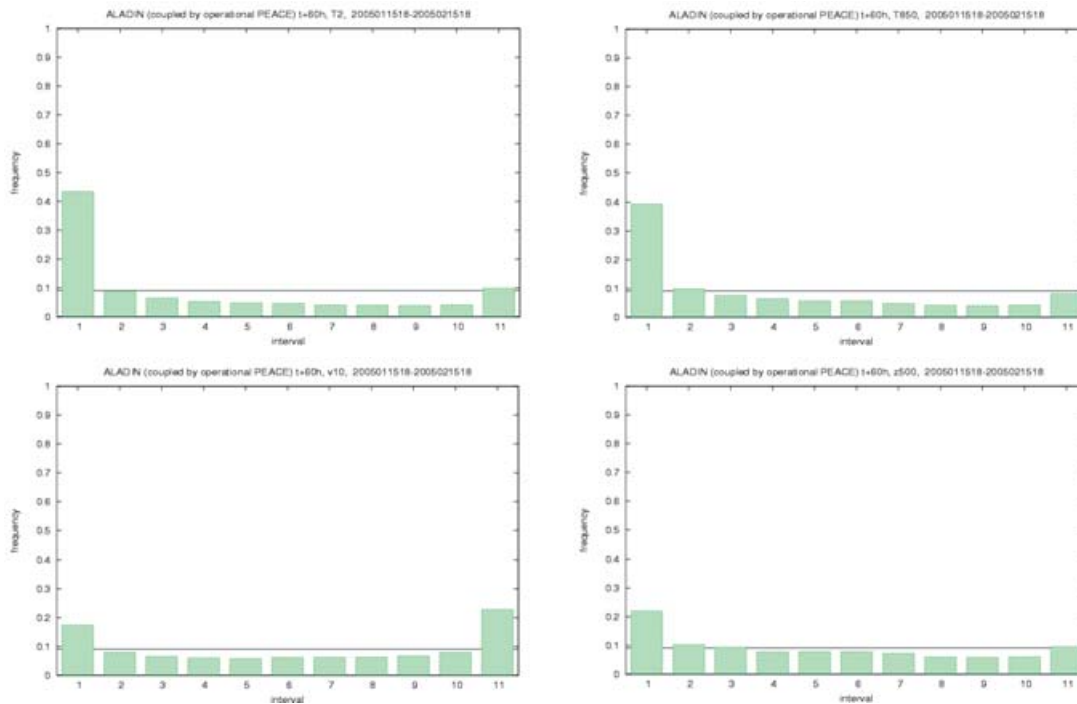 ALADIN (coupled by operational PEACE) t=60h, T2, 2005011518-2005021518
1
0.9
0.8
0.7
0.6
0.5
0.4
0.3
0.2
0.1
0
frequency
1 2 3 4 5 6 7 8 9 10 11
interval
ALADIN (coupled by operational PEACE) t=60h, T850, 2005011518-2005021518
1
0.9
0.8
0.7
0.6
0.5
0.4
0.3
0.2
0.1
0
frequency
1 2 3 4 5 6 7 8 9 10 11
interval
ALADIN (coupled by operational PEACE) t=60h, v10, 2005011518-2005021518
1
0.9
0.8
0.7
0.6
0.5
0.4
0.3
0.2
0.1
0
frequency
1 2 3 4 5 6 7 8 9 10 11
interval
ALADIN (coupled by operational PEACE) t=60h, z500, 2005011518-2005021518
1
0.9
0.8
0.7
0.6
0.5
0.4
0.3
0.2
0.1
0
frequency
1 2 3 4 5 6 7 8 9 10 11
interval